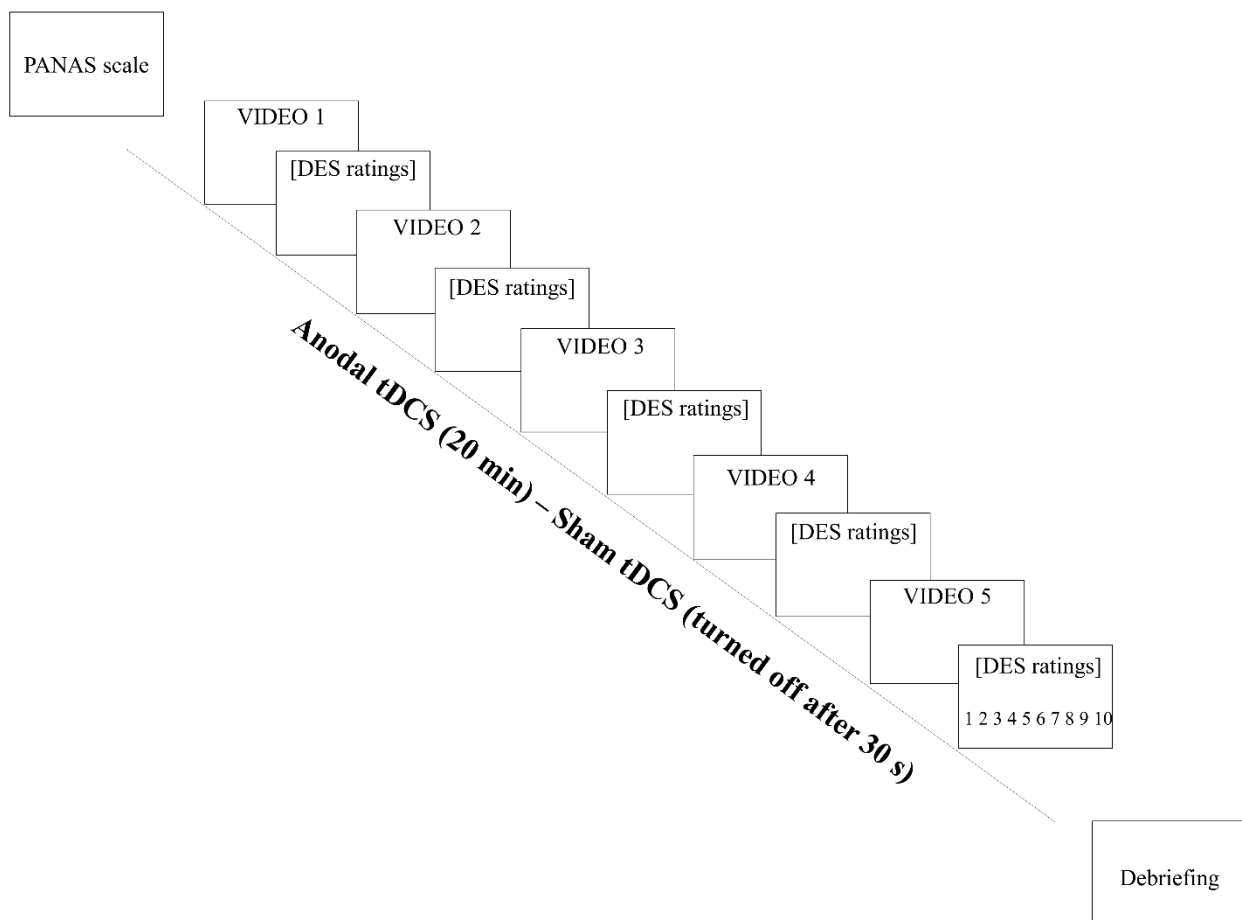 PANAS scale
VIDEO 1
[DES ratings]
VIDEO 2
[DES ratings]
VIDEO 3
[DES ratings]
VIDEO 4
[DES ratings]
VIDEO 5
[DES ratings]
1 2 3 4 5 6 7 8 9 10
Anodal tDCS (20 min) – Sham tDCS (turned off after 30 s)
Debriefing